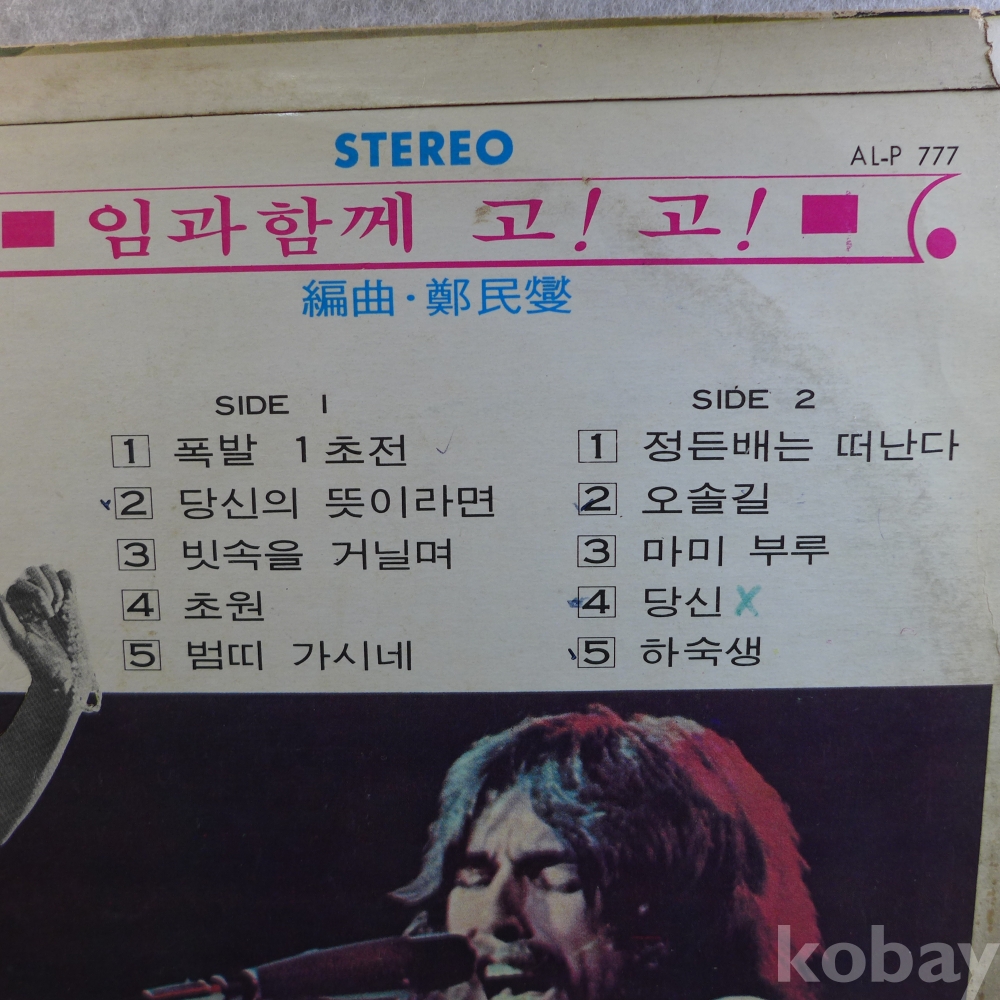 STEREO
AL-P 777
임과함께 고! 고!
編曲·鄭民燮
SIDE 1
1 폭발 1초전
2 당신의 뜻이라면
3 빗속을 거닐며
4 초원
5 범띠 가시네
SIDE 2
1 정든배는 떠난다
2 오솔길
3 마미 부루
4 당신 X
5 하숙생
kobay